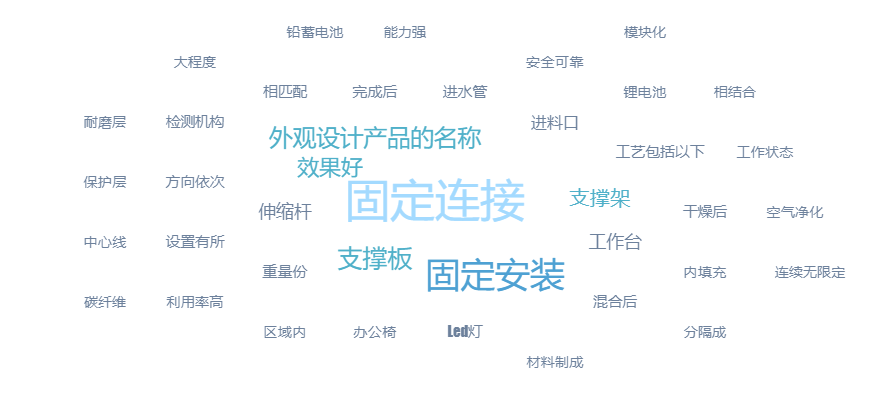 铅蓄电池 能力强 模块化
大程度 安全可靠
相匹配 完成后 进水管 锂电池 相结合
耐磨层 检测机构 进料口
外观设计产品的名称
工艺包括以下 工作状态
效果好
保护层 方向依次
固定连接 支撑架
伸缩杆 干燥后 空气净化
中心线 设置有所 工作台
支撑板
重量份 固定安装 内填充 连续无限定
碳纤维 利用率高 混合后
区域内 办公椅 Led灯 分隔成
材料制成